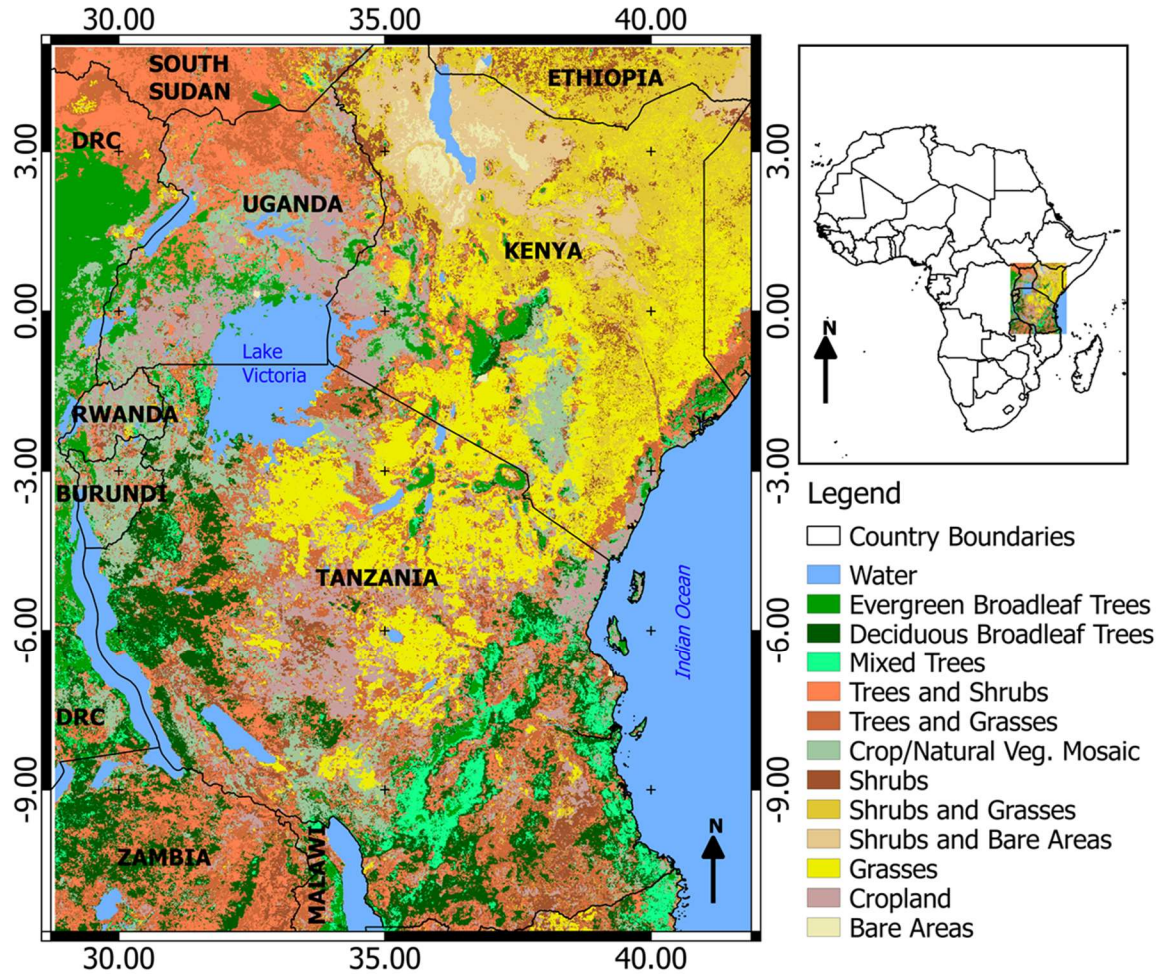 30.00
35.00
40.00
SOUTH
SUDAN
ETHIOPIA
DRC
3.00
3.00
UGANDA
KENYA
0.00
0.00
Lake
Victoria
RWANDA
-3.00
-3.00
BURUNDI
TANZANIA
-6.00
-6.00
Indian Ocean
DRC
-9.00
-9.00
ZAMBIA
MALAWI
N
30.00
35.00
40.00
N
Legend
Country Boundaries
Water
Evergreen Broadleaf Trees
Deciduous Broadleaf Trees
Mixed Trees
Trees and Shrubs
Trees and Grasses
Crop/Natural Veg. Mosaic
Shrubs
Shrubs and Grasses
Shrubs and Bare Areas
Grasses
Cropland
Bare Areas